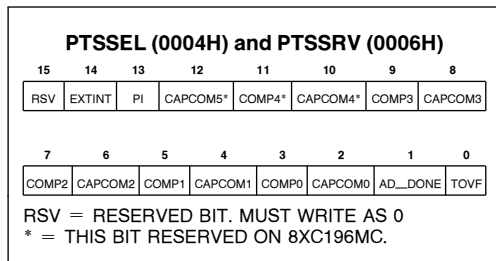 PTSSEL (0004H) and PTSSRV (0006H)
15 14 13 12 11 10 9 8
RSV EXTINT PI CAPCOM5* COMP4* CAPCOM4* COMP3 CAPCOM3
7 6 5 4 3 2 1 0
COMP2 CAPCOM2 COMP1 CAPCOM1 COMP0 CAPCOM0 AD__DONE TOVF
RSV = RESERVED BIT. MUST WRITE AS 0
* = THIS BIT RESERVED ON 8XC196MC.